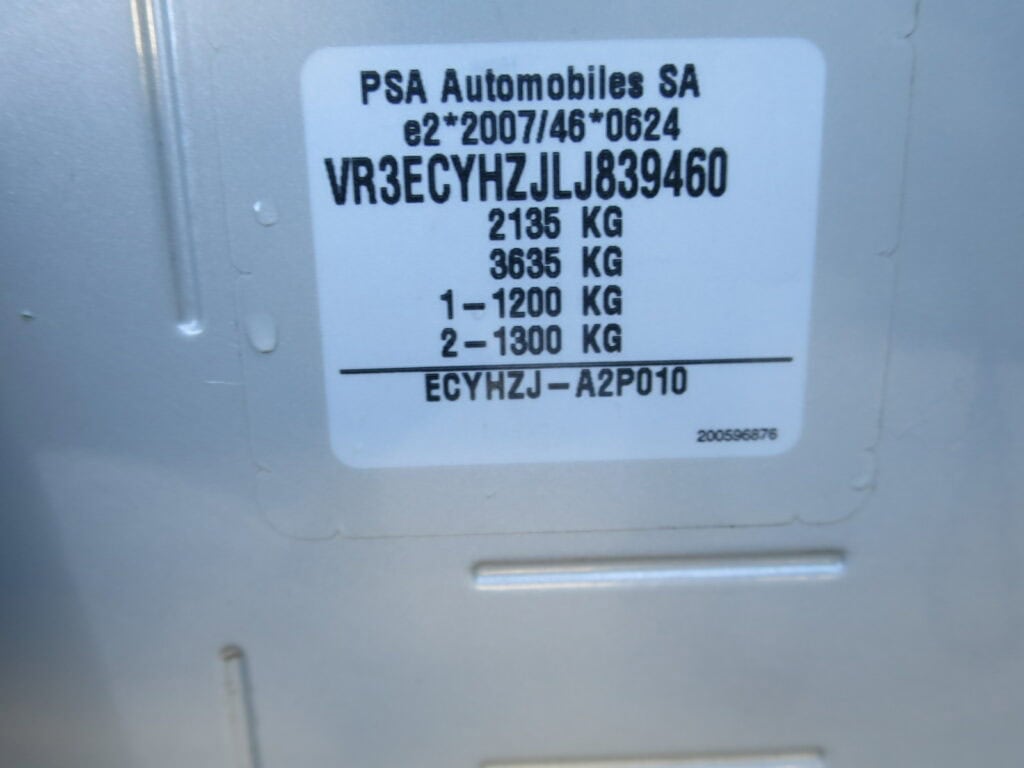 PSA Automobiles SA
e2*2007/46*0624
VR3ECYHZJLJ839460
2135 KG
3635 KG
1-1200 KG
2-1300 KG
ECYHZJ-A2P010
200596876